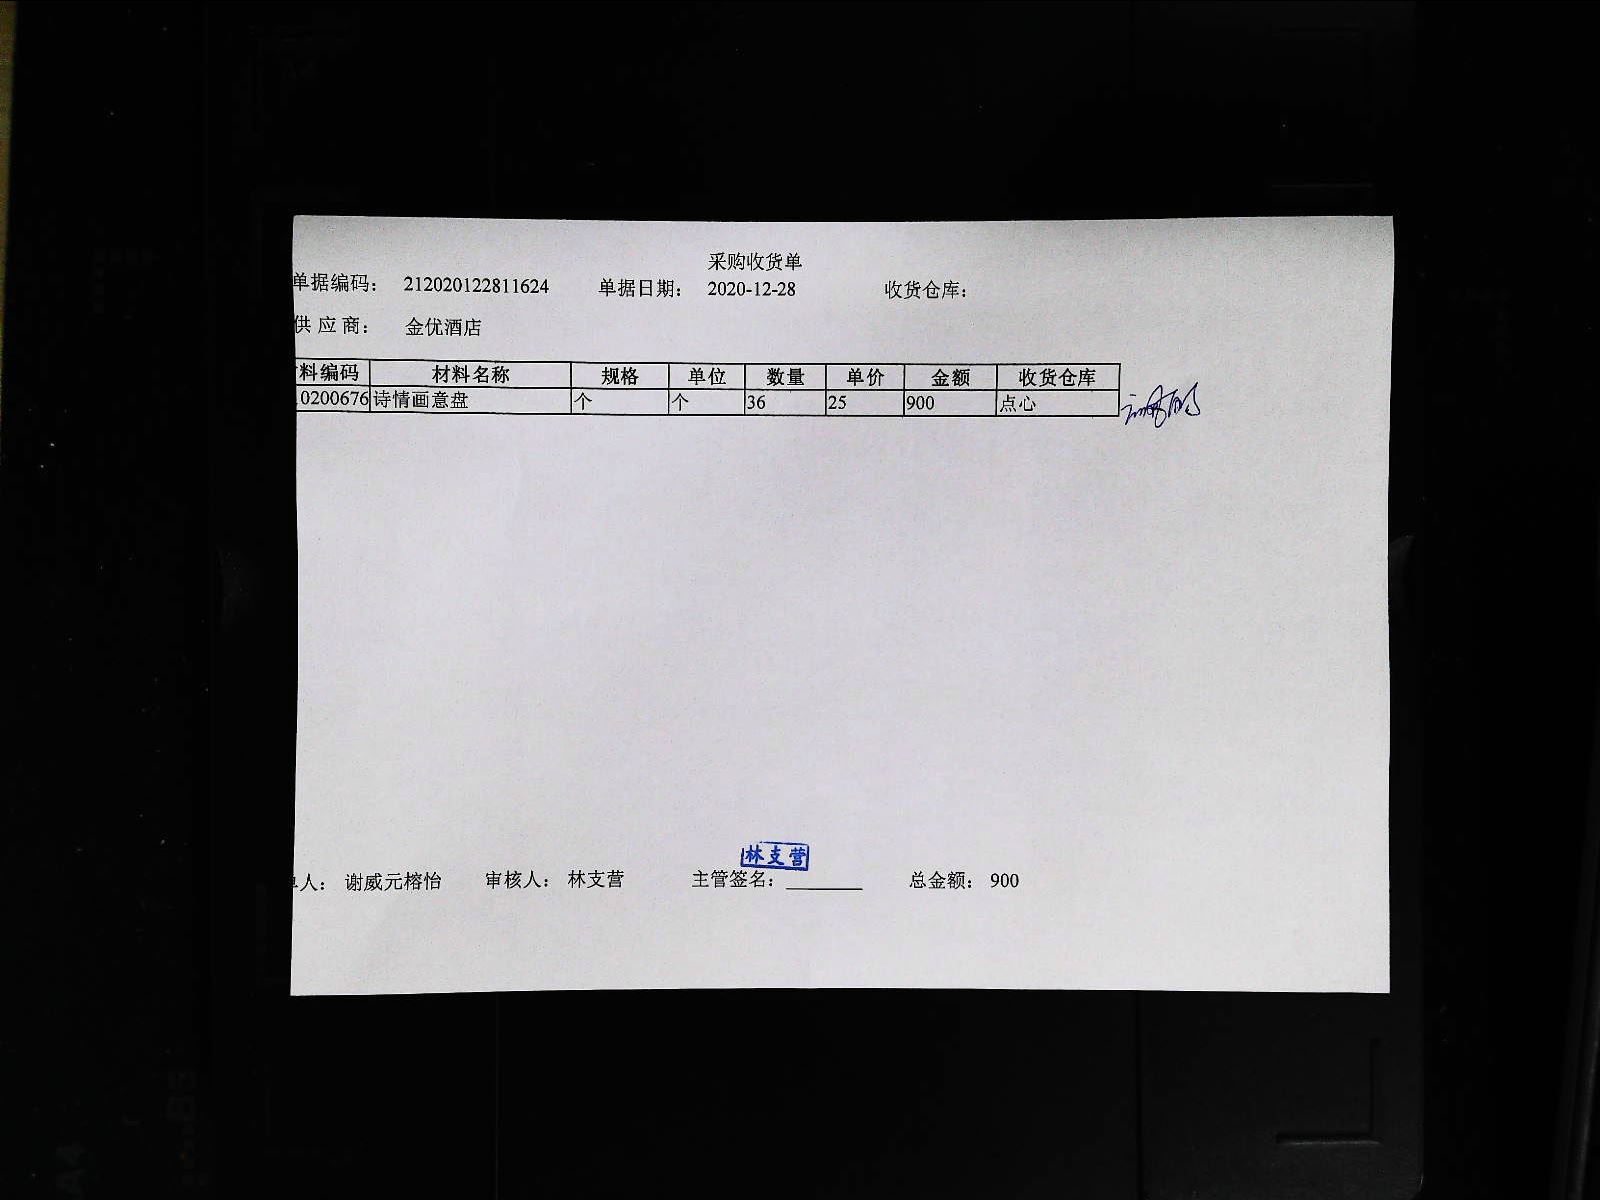 采购收货单
单据编码： 212020122811624 单据日期： 2020-12-28 收货仓库：
供 应 商： 金优酒店
料编码 材料名称 规格 单位 数量 单价 金额 收货仓库
0200676 诗情画意盘 个 个 36 25 900 点心
林支营
人： 谢威元榕怡 审核人： 林支营 主管签名： ________ 总金额： 900